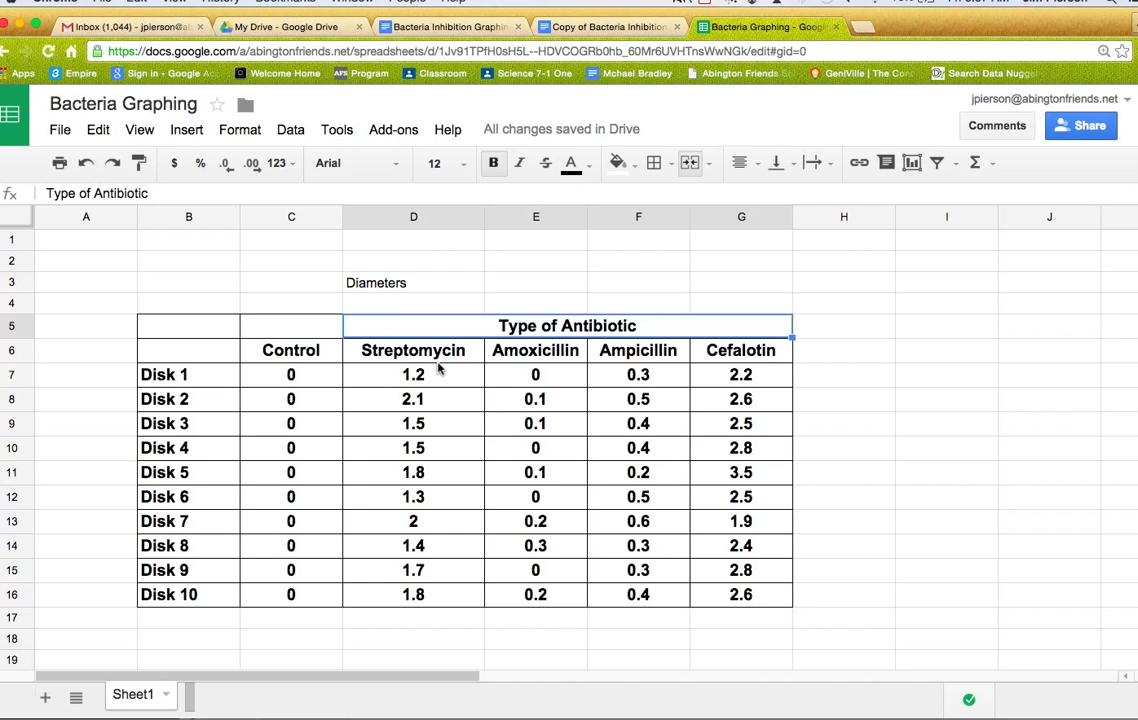 Inbox (1,044) - jpierson@ab
My Drive - Google Drive
Bacteria Inhibition Graphin
Copy of Bacteria Inhibition
Bacteria Graphing - Googl
https://docs.google.com/a/abingtonfriends.net/spreadsheets/d/1Jv91TPfH0sH5L--HDVCOGRb0hb_60Mr6UVHTnsWwNGk/edit#gid=0
Apps
Empire
Sign in - Google Ac
Welcome Home
AFS Program
Classroom
Science 7-1 One
Mchael Bradley
Abington Friends Sc
GeniVille | The Con
Search Data Nugge
Bacteria Graphing
jpierson@abingtonfriends.net
File Edit View Insert Format Data Tools Add-ons Help All changes saved in Drive
Comments
Share
$ % .0 .00 123 Arial 12 B I S A Σ
fx Type of Antibiotic
A B C D E F G H I J
1
2
3 Diameters
4
5 Type of Antibiotic
6 Control Streptomycin Amoxicillin Ampicillin Cefalotin
7 Disk 1 0 1.2 0 0.3 2.2
8 Disk 2 0 2.1 0.1 0.5 2.6
9 Disk 3 0 1.5 0.1 0.4 2.5
10 Disk 4 0 1.5 0 0.4 2.8
11 Disk 5 0 1.8 0.1 0.2 3.5
12 Disk 6 0 1.3 0 0.5 2.5
13 Disk 7 0 2 0.2 0.6 1.9
14 Disk 8 0 1.4 0.3 0.3 2.4
15 Disk 9 0 1.7 0 0.3 2.8
16 Disk 10 0 1.8 0.2 0.4 2.6
17
18
19
Sheet1